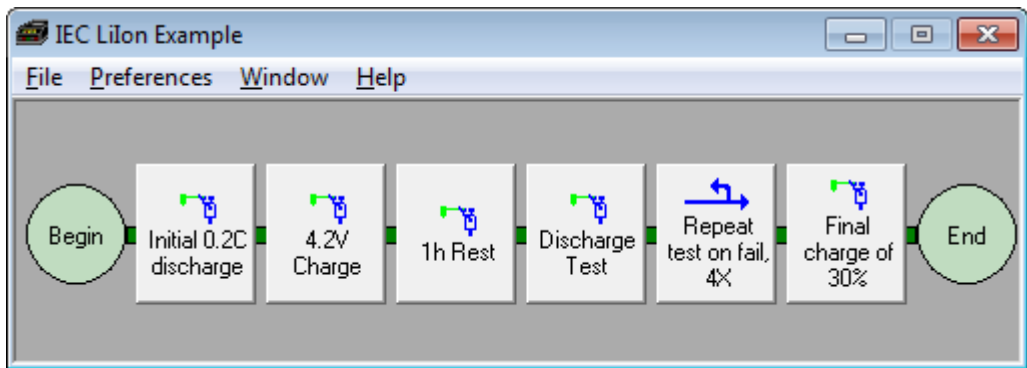 IEC LiIon Example
File Preferences Window Help
Begin
Initial 0.2C
discharge
4.2V
Charge
1h Rest
Discharge
Test
Repeat
test on fail,
4X
Final
charge of
30%
End